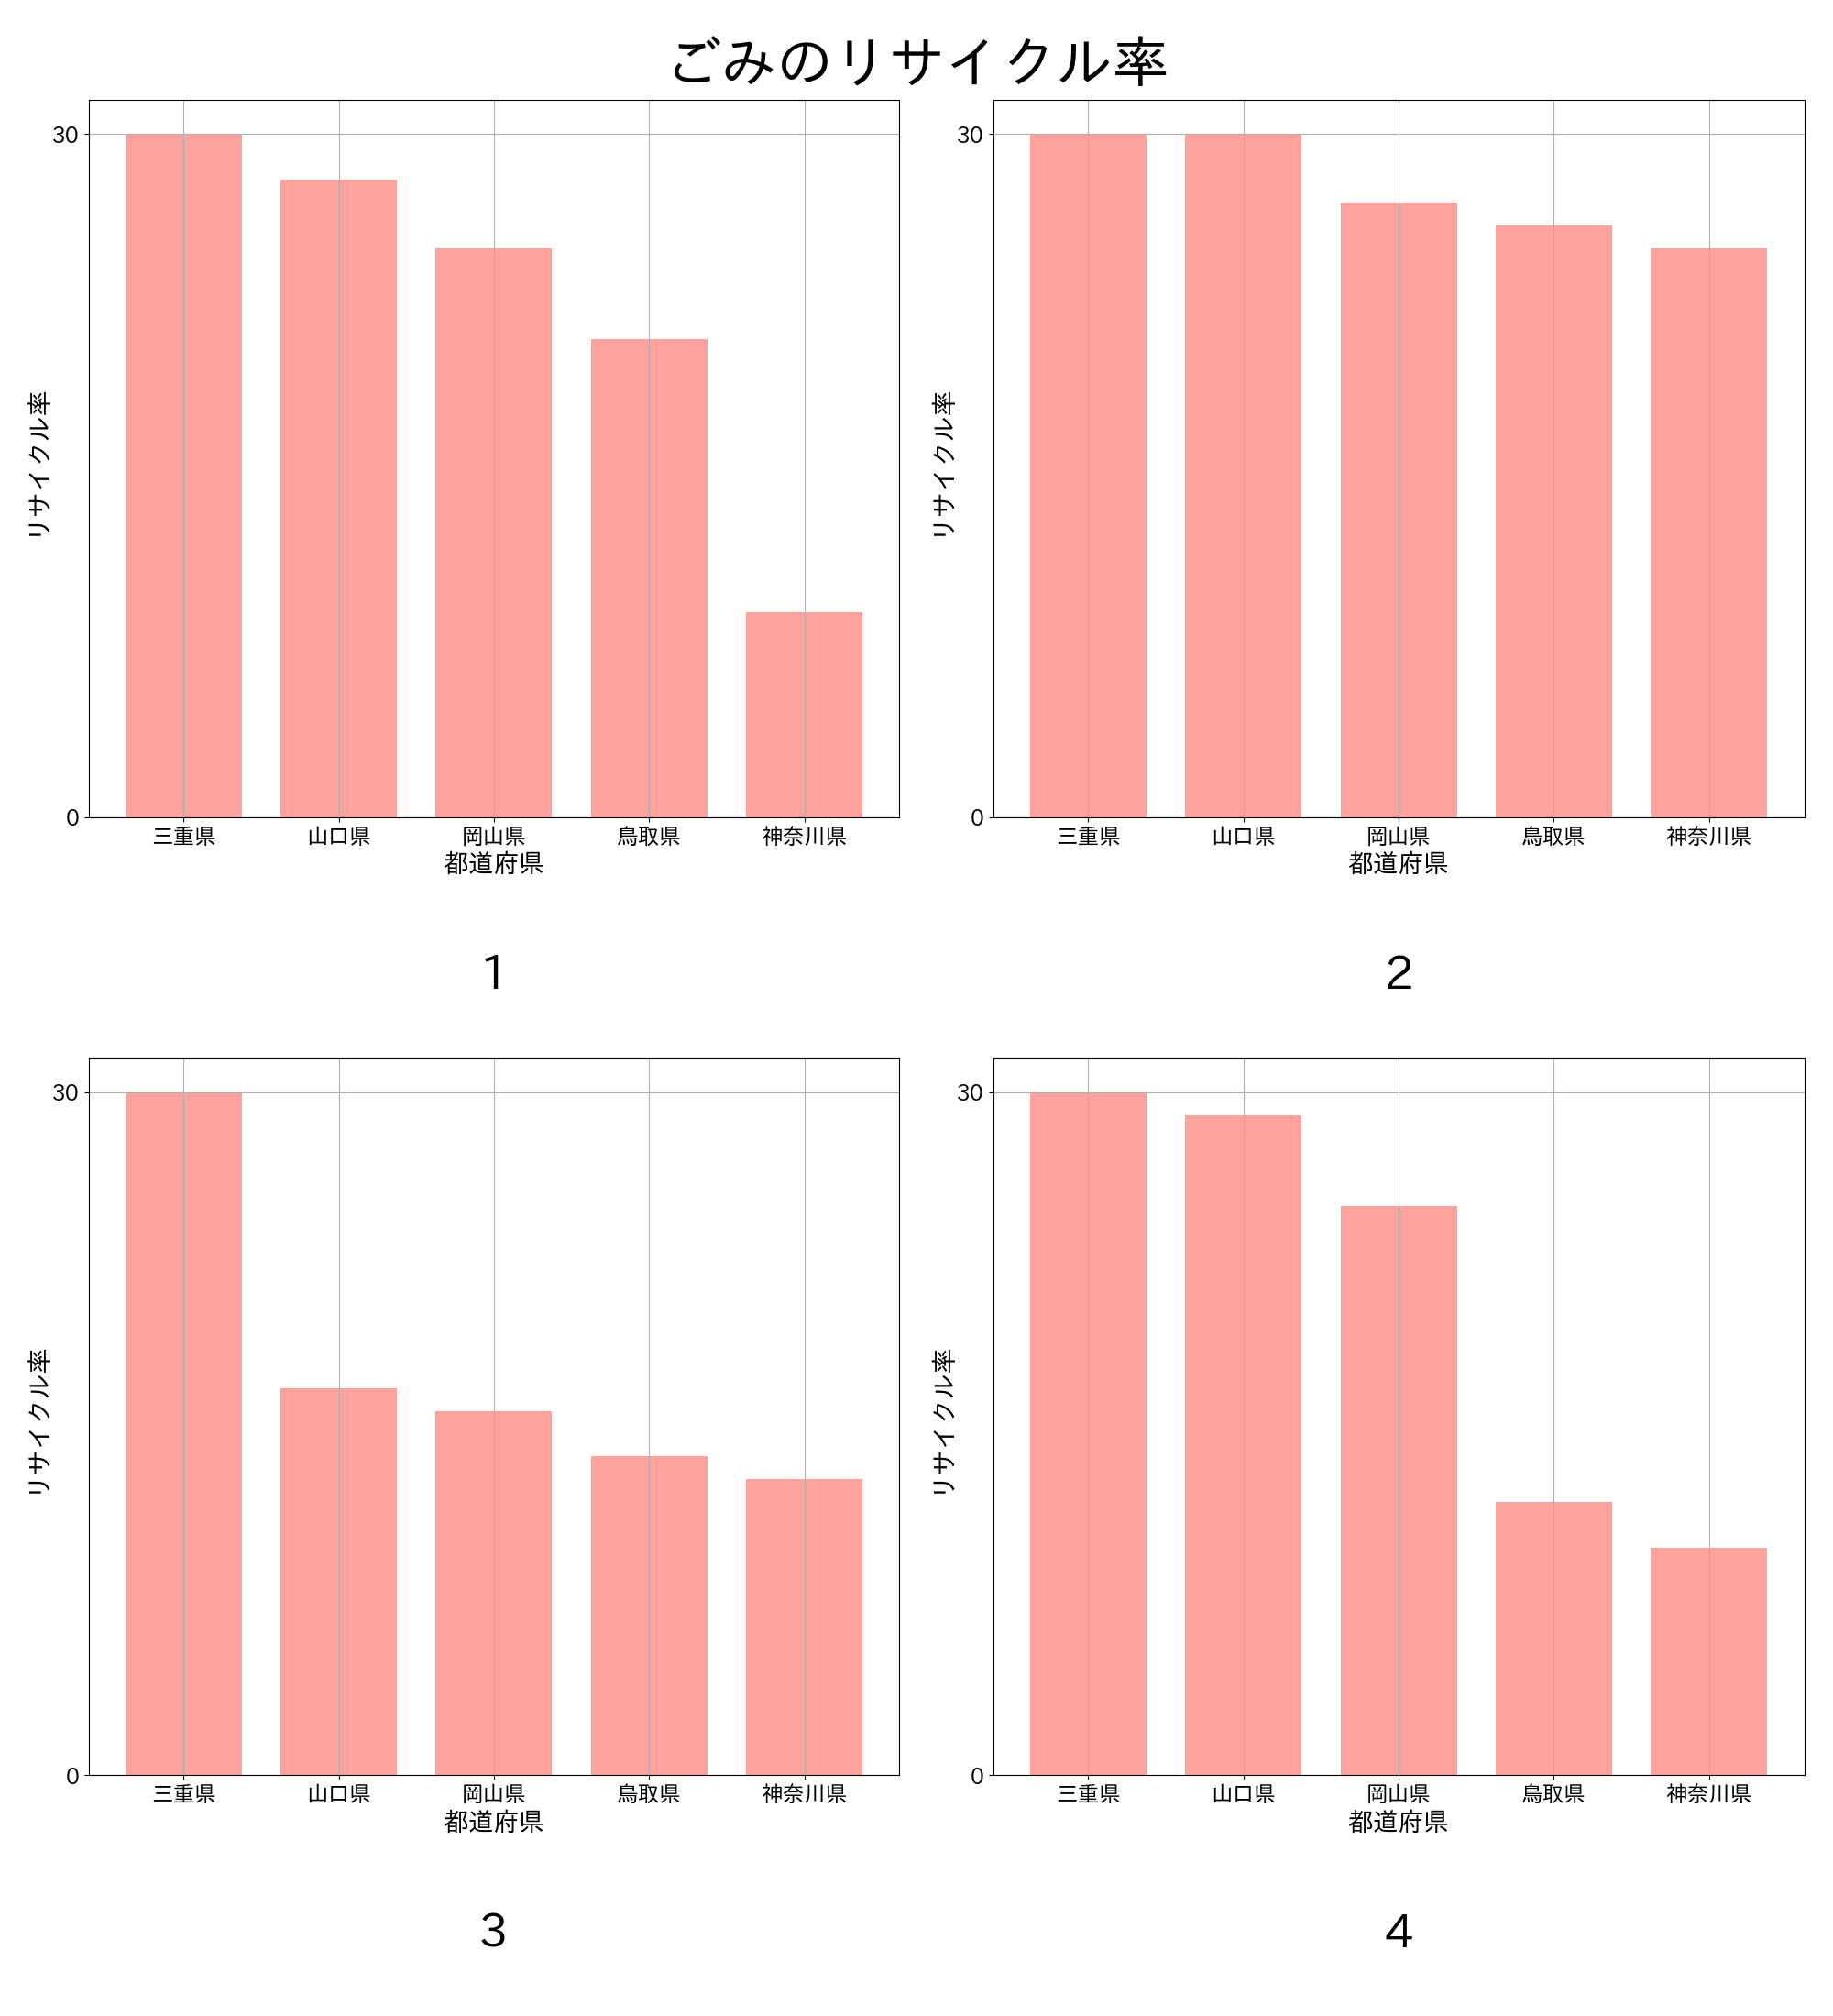 ごみのリサイクル率
30
0
リサイクル率
三重県 山口県 岡山県 鳥取県 神奈川県
都道府県
1
30
0
リサイクル率
三重県 山口県 岡山県 鳥取県 神奈川県
都道府県
2
30
0
リサイクル率
三重県 山口県 岡山県 鳥取県 神奈川県
都道府県
3
30
0
リサイクル率
三重県 山口県 岡山県 鳥取県 神奈川県
都道府県
4